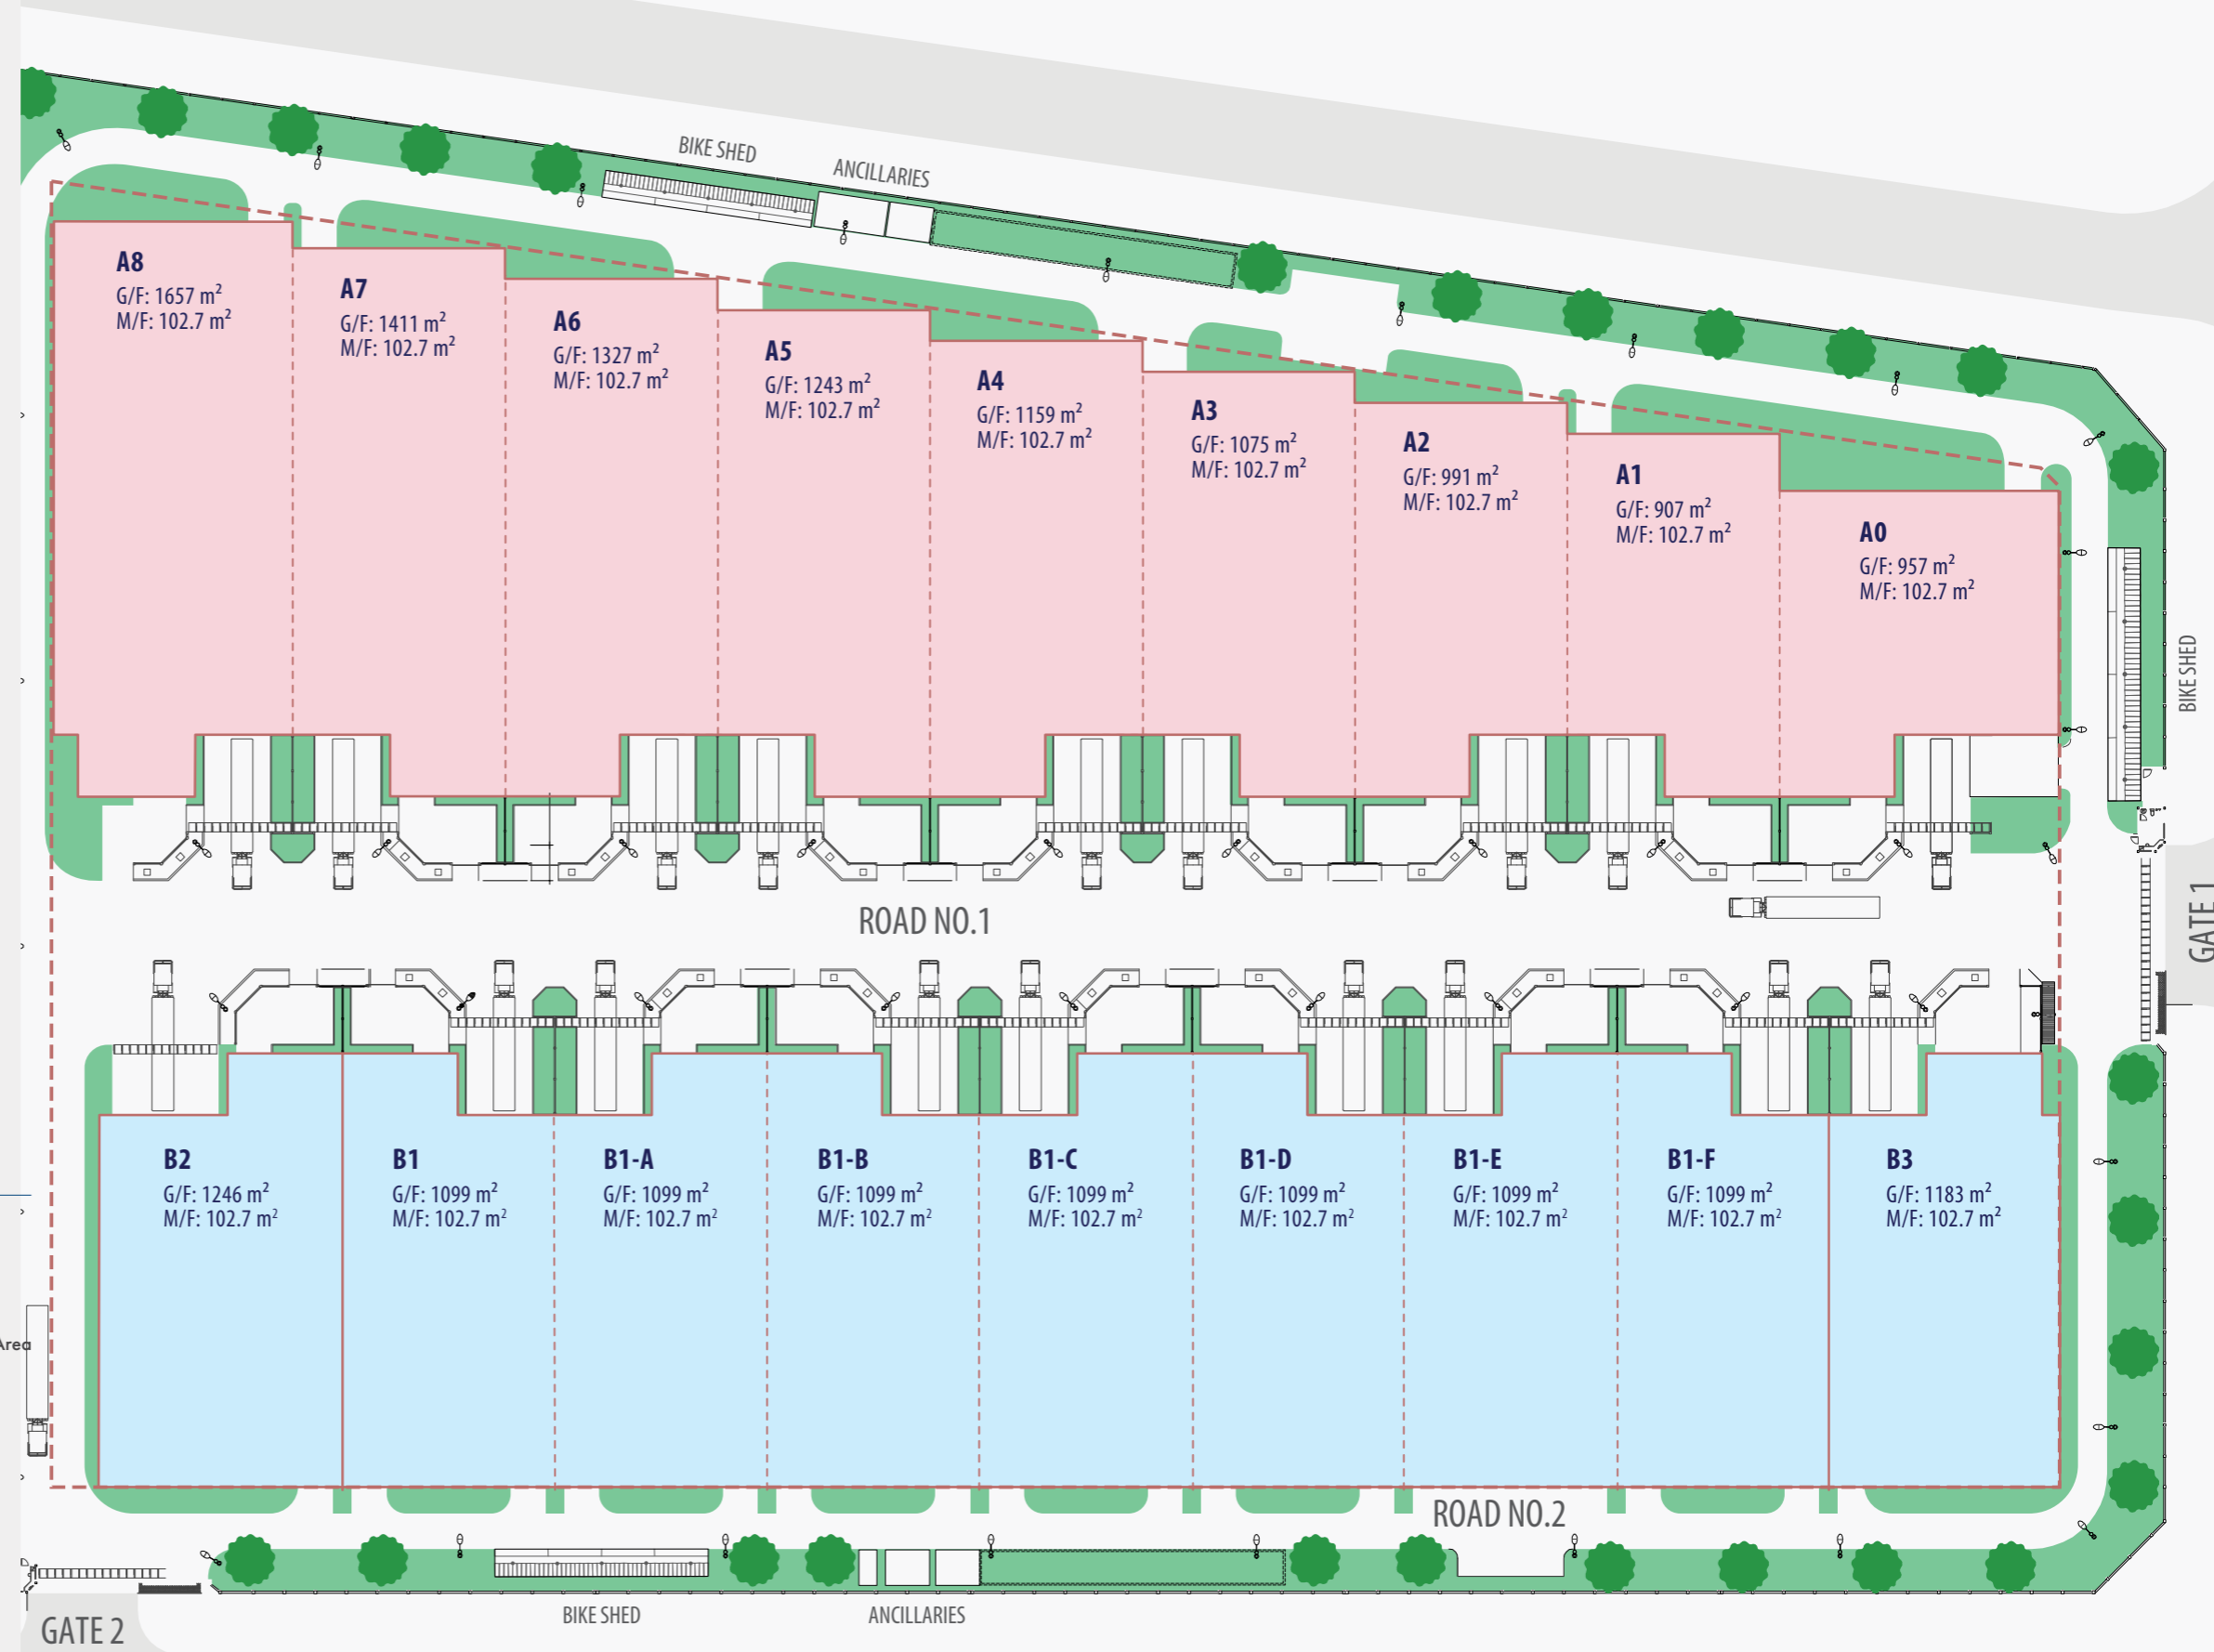 BIKE SHED
ANCILLARIES
A8
G/F: 1657 m²
M/F: 102.7 m²
A7
G/F: 1411 m²
M/F: 102.7 m²
A6
G/F: 1327 m²
M/F: 102.7 m²
A5
G/F: 1243 m²
M/F: 102.7 m²
A4
G/F: 1159 m²
M/F: 102.7 m²
A3
G/F: 1075 m²
M/F: 102.7 m²
A2
G/F: 991 m²
M/F: 102.7 m²
A1
G/F: 907 m²
M/F: 102.7 m²
A0
G/F: 957 m²
M/F: 102.7 m²
BIKE SHED
ROAD NO.1
GATE 1
B2
G/F: 1246 m²
M/F: 102.7 m²
B1
G/F: 1099 m²
M/F: 102.7 m²
B1-A
G/F: 1099 m²
M/F: 102.7 m²
B1-B
G/F: 1099 m²
M/F: 102.7 m²
B1-C
G/F: 1099 m²
M/F: 102.7 m²
B1-D
G/F: 1099 m²
M/F: 102.7 m²
B1-E
G/F: 1099 m²
M/F: 102.7 m²
B1-F
G/F: 1099 m²
M/F: 102.7 m²
B3
G/F: 1183 m²
M/F: 102.7 m²
Area
ROAD NO.2
BIKE SHED
ANCILLARIES
GATE 2